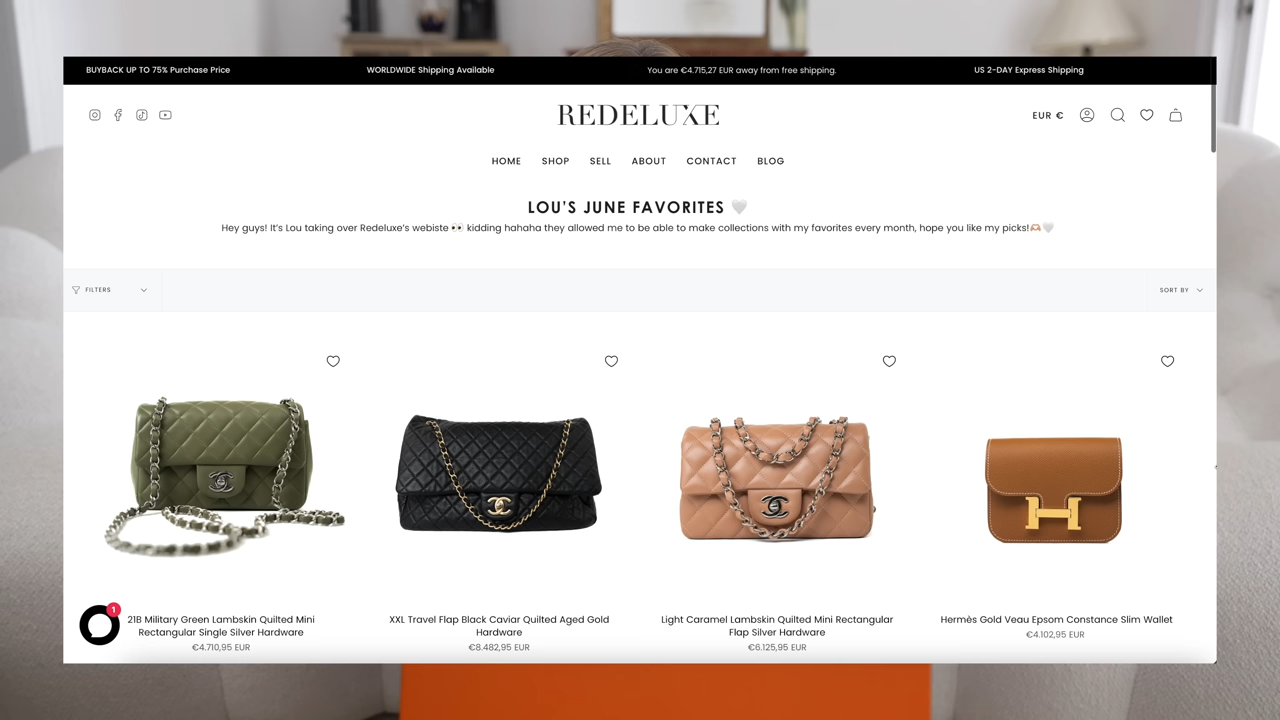 BUYBACK UP TO 75% Purchase Price
WORLDWIDE Shipping Available
You are €4.715,27 EUR away from free shipping.
US 2-DAY Express Shipping
REDELUXE
EUR €
HOME SHOP SELL ABOUT CONTACT BLOG
LOU'S JUNE FAVORITES 🤍
Hey guys! It's Lou taking over Redeluxe's webiste 👀 kidding hahaha they allowed me to be able to make collections with my favorites every month, hope you like my picks!🫶🏼🤍
FILTERS
SORT BY
1
21B Military Green Lambskin Quilted Mini
Rectangular Single Silver Hardware
€4.710,95 EUR
XXL Travel Flap Black Caviar Quilted Aged Gold
Hardware
€8.482,95 EUR
Light Caramel Lambskin Quilted Mini Rectangular
Flap Silver Hardware
€6.125,95 EUR
Hermès Gold Veau Epsom Constance Slim Wallet
€4.102,95 EUR